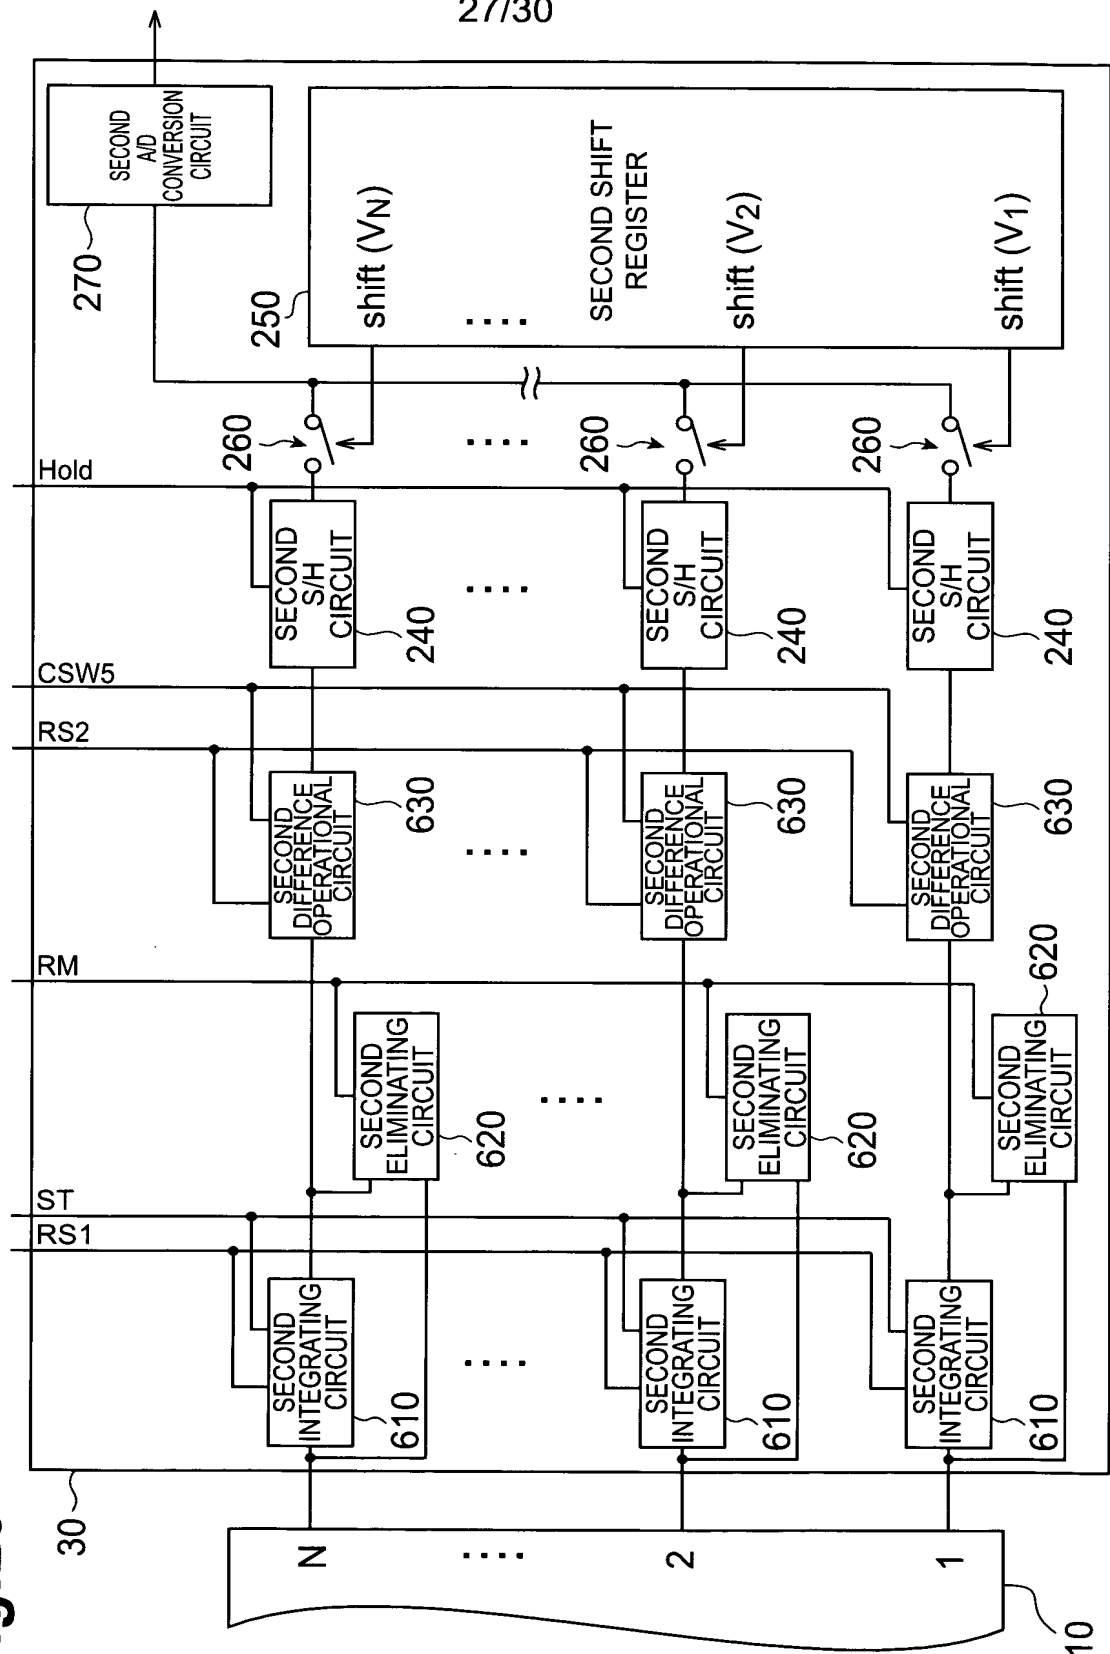 27/30
30
10
N
....
2
1
SECOND
INTEGRATING
CIRCUIT
610
....
SECOND
INTEGRATING
CIRCUIT
610
SECOND
INTEGRATING
CIRCUIT
610
RS1
ST
SECOND
ELIMINATING
CIRCUIT
620
....
SECOND
ELIMINATING
CIRCUIT
620
SECOND
ELIMINATING
CIRCUIT
620
RM
SECOND
DIFFERENCE
OPERATIONAL
CIRCUIT
630
....
SECOND
DIFFERENCE
OPERATIONAL
CIRCUIT
630
SECOND
DIFFERENCE
OPERATIONAL
CIRCUIT
630
RS2
CSW5
SECOND
S/H
CIRCUIT
240
....
SECOND
S/H
CIRCUIT
240
SECOND
S/H
CIRCUIT
240
Hold
260
....
260
260
250
shift (VN)
....
shift (V2)
shift (V1)
SECOND SHIFT
REGISTER
270
SECOND
A/D
CONVERSION
CIRCUIT